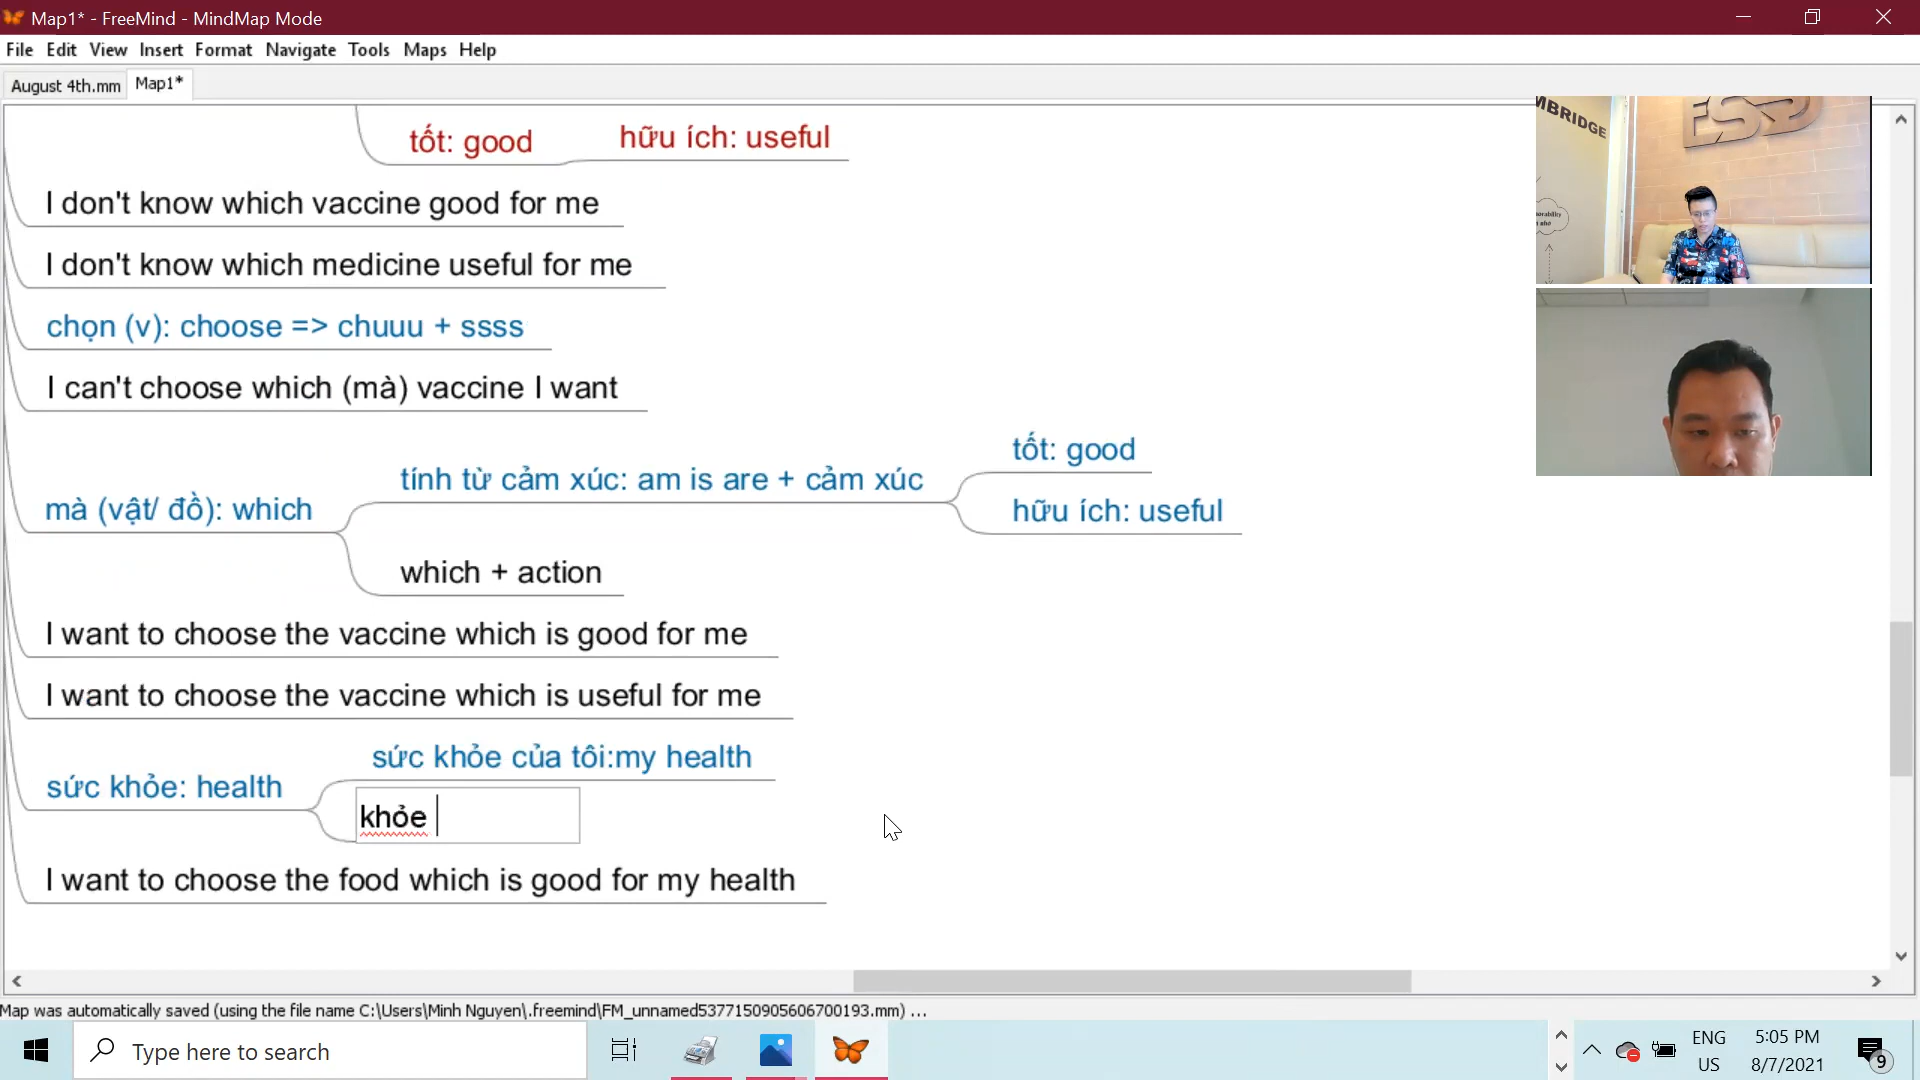 Map1* - FreeMind - MindMap Mode
File Edit View Insert Format Navigate Tools Maps Help
August 4th.mm Map1*
tốt: good hữu ích: useful
I don't know which vaccine good for me
I don't know which medicine useful for me
chọn (v): choose => chuuu + ssss
I can't choose which (mà) vaccine I want
mà (vật/ đồ): which
tính từ cảm xúc: am is are + cảm xúc
tốt: good
hữu ích: useful
which + action
I want to choose the vaccine which is good for me
I want to choose the vaccine which is useful for me
sức khỏe: health
sức khỏe của tôi:my health
khỏe
I want to choose the food which is good for my health
MBRIDGE
ESD
Map was automatically saved (using the file name C:\Users\Minh Nguyen\.freemind\FM_unnamed5377150905606700193.mm) ...
Type here to search
ENG
US
5:05 PM
8/7/2021
9